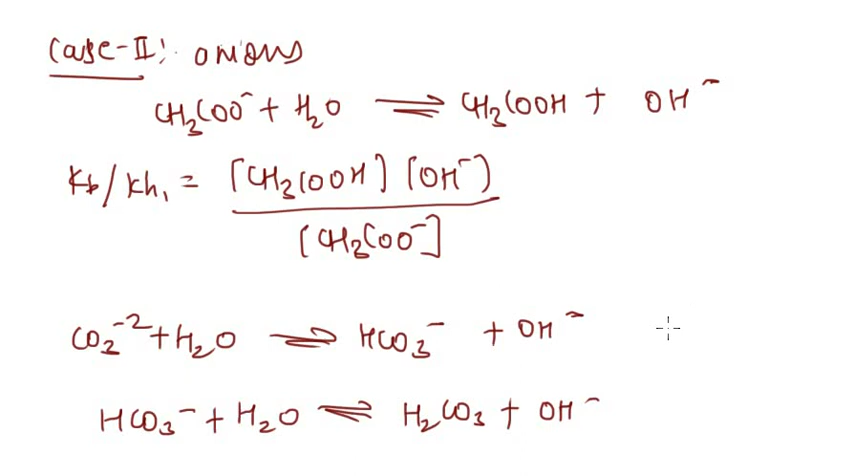 Case-II: anions
CH₃COO⁻ + H₂O ⇌ CH₃COOH + OH⁻
Kb/Kh₁ = [CH₃COOH] [OH⁻]
[CH₃COO⁻]
CO₃⁻² + H₂O ⇌ HCO₃⁻ + OH⁻
HCO₃⁻ + H₂O ⇌ H₂CO₃ + OH⁻